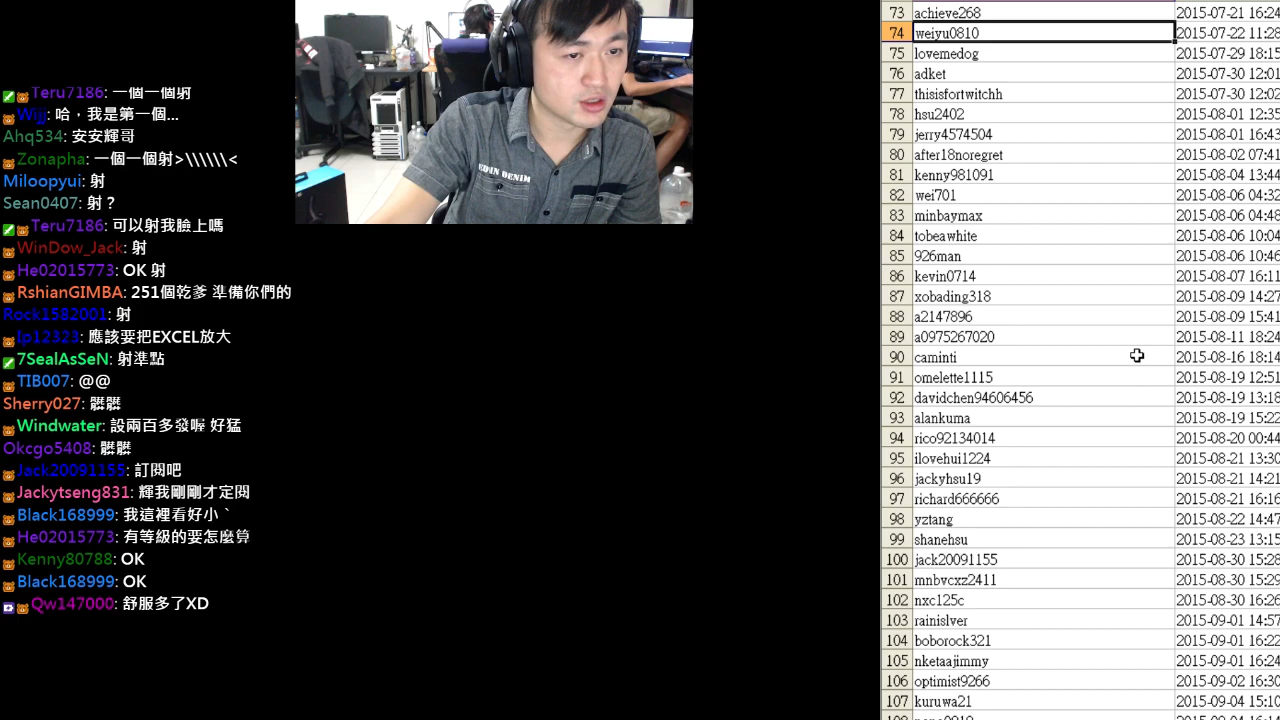 Teru7186: 一個一個射
Wijj: 哈，我是第一個...
Ahq534: 安安輝哥
Zonapha: 一個一個射>\\\\\\<
Miloopyui: 射
Sean0407: 射？
Teru7186: 可以射我臉上嗎
WinDow_Jack: 射
He02015773: OK 射
RshianGIMBA: 251個乾爹 準備你們的
Rock1582001: 射
Ip12323: 應該要把EXCEL放大
7SealAsSeN: 射準點
TIB007: @@
Sherry027: 髒髒
Windwater: 設兩百多發喔 好猛
Okcgo5408: 髒髒
Jack20091155: 訂閱吧
Jackytseng831: 輝我剛剛才定閱
Black168999: 我這裡看好小ˋ
He02015773: 有等級的要怎麼算
Kenny80788: OK
Black168999: OK
Qw147000: 舒服多了XD
EDWIN DENIM
73 achieve268 2015-07-21 16:24
74 weiyu0810 2015-07-22 11:28
75 lovemedog 2015-07-29 18:15
76 adket 2015-07-30 12:01
77 thisisfortwitchh 2015-07-30 12:02
78 hsu2402 2015-08-01 12:35
79 jerry4574504 2015-08-01 13:45
80 after18noregret 2015-08-02 07:41
81 kenny981091 2015-08-04 13:44
82 wei701 2015-08-06 04:37
83 minbaymax 2015-08-06 04:48
84 tobeawhite 2015-08-06 10:04
85 926man 2015-08-06 10:46
86 kevin0714 2015-08-07 16:11
87 xobading318 2015-08-09 14:27
88 a2147896 2015-08-09 15:41
89 a0975267020 2015-08-11 18:24
90 caminti 2015-08-16 18:14
91 omelette1115 2015-08-19 12:51
92 davidchen94606456 2015-08-19 13:18
93 alankuma 2015-08-19 15:22
94 rico92134014 2015-08-20 00:44
95 ilovehui1224 2015-08-21 13:30
96 jackyhsu19 2015-08-21 14:21
97 richard666666 2015-08-21 16:16
98 yztang 2015-08-22 14:47
99 shanehsu 2015-08-23 13:15
100 jack20091155 2015-08-30 15:28
101 mnbvcxz2411 2015-08-30 15:29
102 nxc125c 2015-08-30 16:26
103 rainislver 2015-09-01 14:57
104 boborock321 2015-09-01 16:22
105 nketaajimmy 2015-09-01 16:24
106 optimist9266 2015-09-02 16:30
107 kuruwa21 2015-09-04 15:10